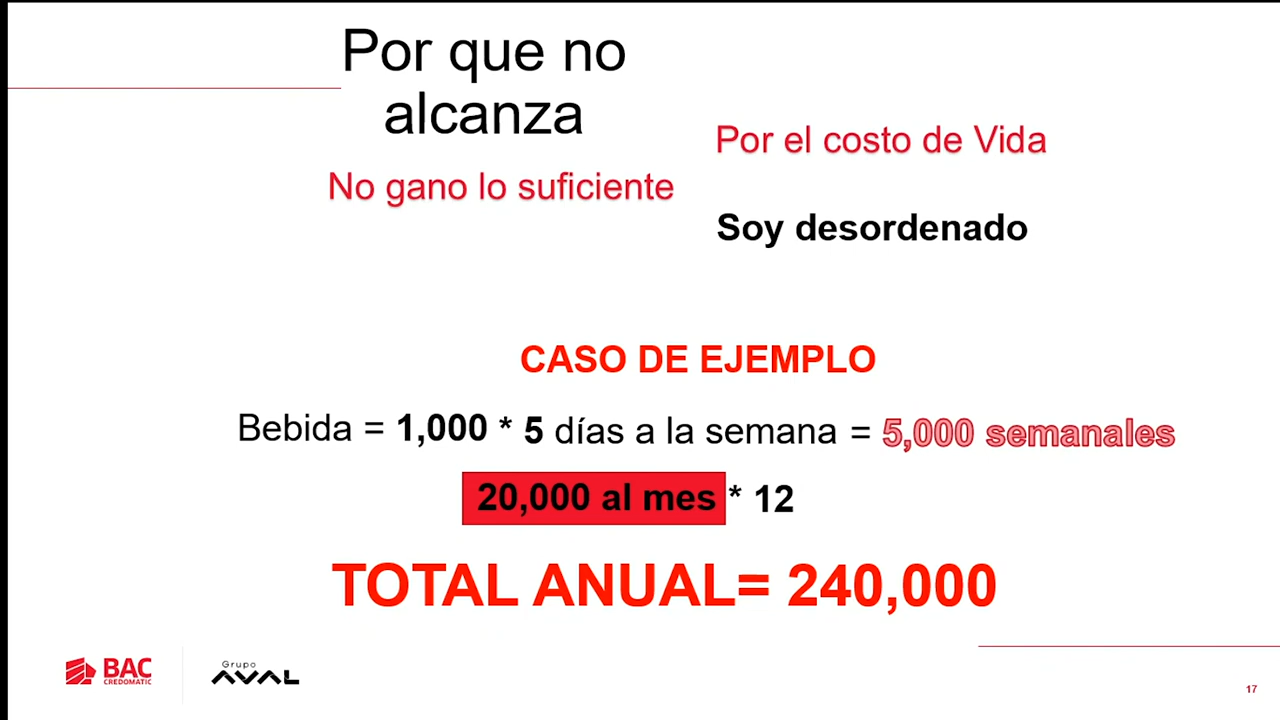 Por que no
alcanza
Por el costo de Vida
No gano lo suficiente
Soy desordenado
CASO DE EJEMPLO
Bebida = 1,000 * 5 días a la semana = 5,000 semanales
20,000 al mes * 12
TOTAL ANUAL= 240,000
BAC
CREDOMATIC
Grupo
AVAL
17